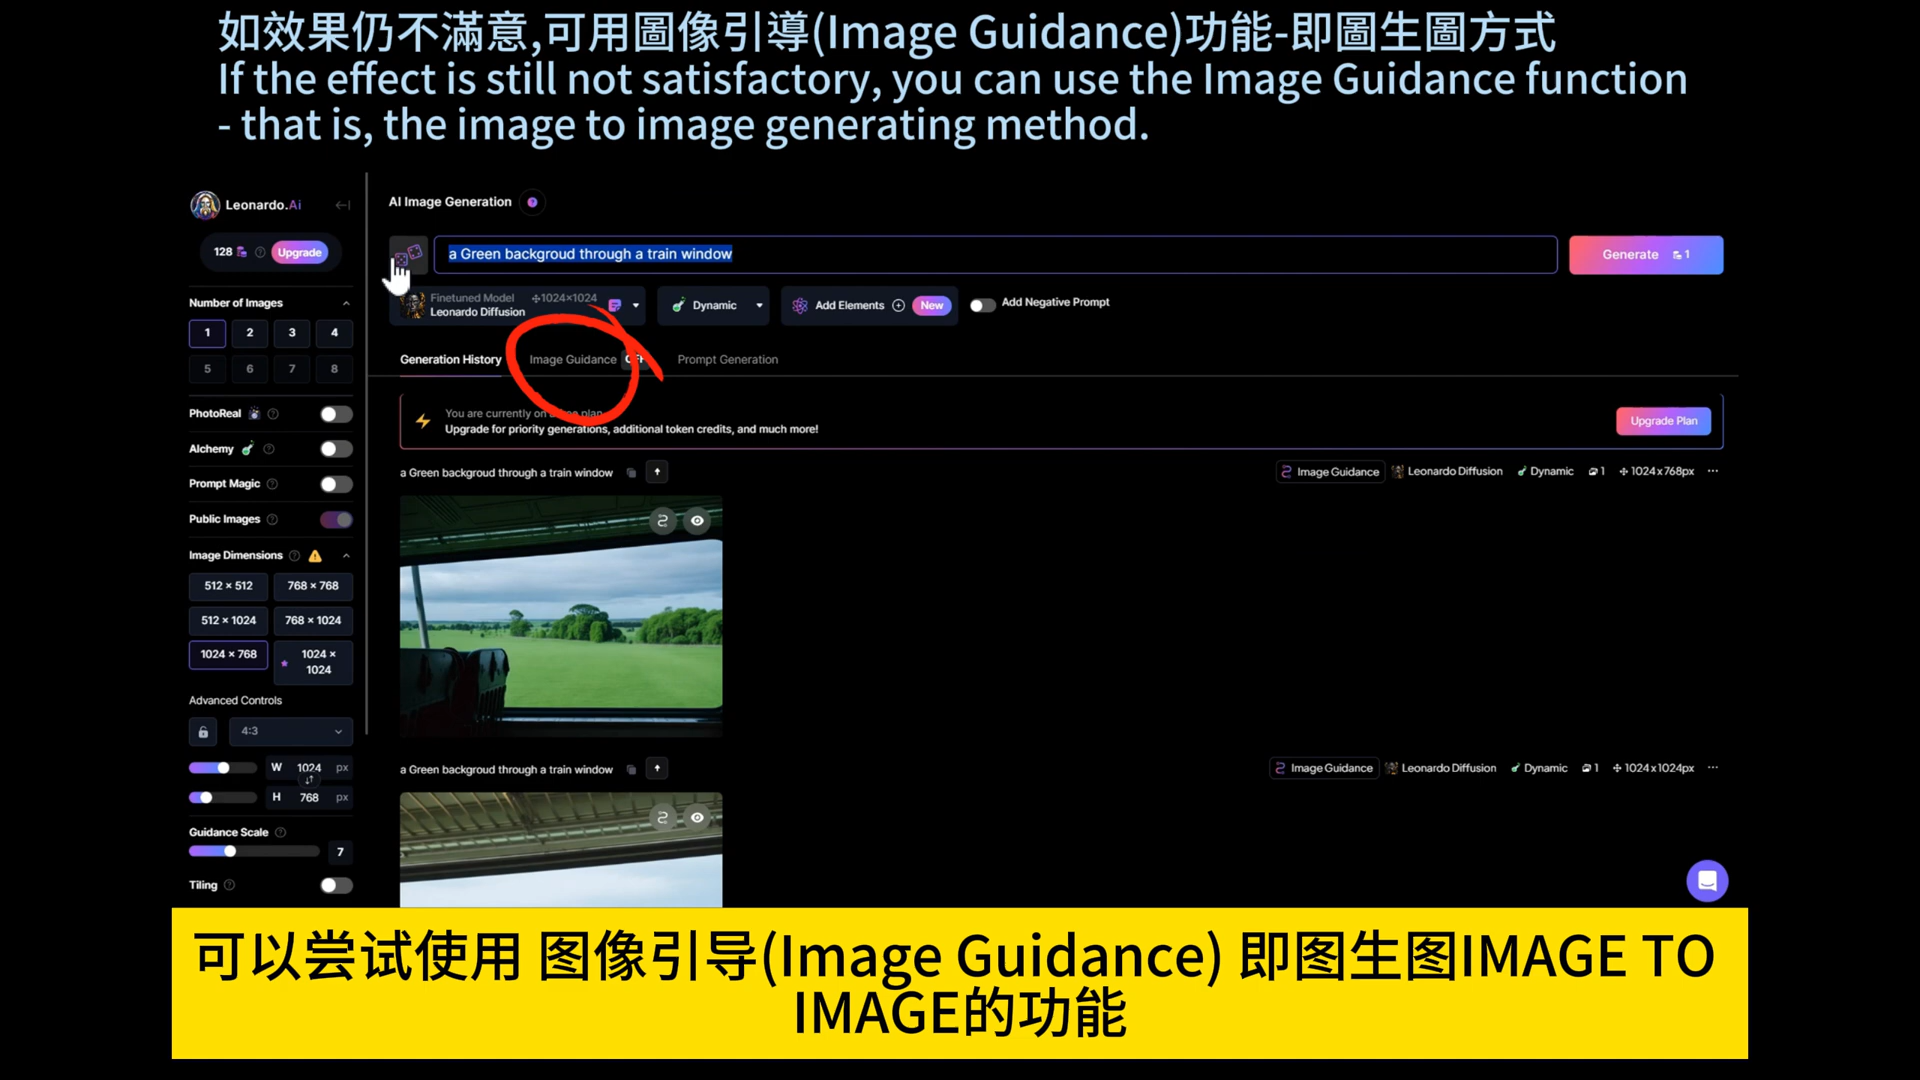 如效果仍不滿意,可用圖像引導(Image Guidance)功能-即圖生圖方式
If the effect is still not satisfactory, you can use the Image Guidance function
- that is, the image to image generating method.
Leonardo.Ai
AI Image Generation
128
Upgrade
a Green backgroud through a train window
Generate 1
Finetuned Model
1024×1024
Leonardo Diffusion
Dynamic
Add Elements
New
Add Negative Prompt
Number of Images
1 2 3 4
5 6 7 8
Generation History
Image Guidance
Prompt Generation
PhotoReal
Alchemy
Prompt Magic
Public Images
You are currently on plan
Upgrade for priority generations, additional token credits, and much more!
Upgrade Plan
a Green backgroud through a train window
Image Guidance
Leonardo Diffusion
Dynamic
1
1024x768px
Image Dimensions
512 × 512
768 × 768
512 × 1024
768 × 1024
1024 × 768
1024 ×
1024
Advanced Controls
4:3
W 1024 px
H 768 px
a Green backgroud through a train window
Image Guidance
Leonardo Diffusion
Dynamic
1
1024x1024px
Guidance Scale
7
Tiling
可以尝试使用 图像引导(Image Guidance) 即图生图IMAGE TO
IMAGE的功能